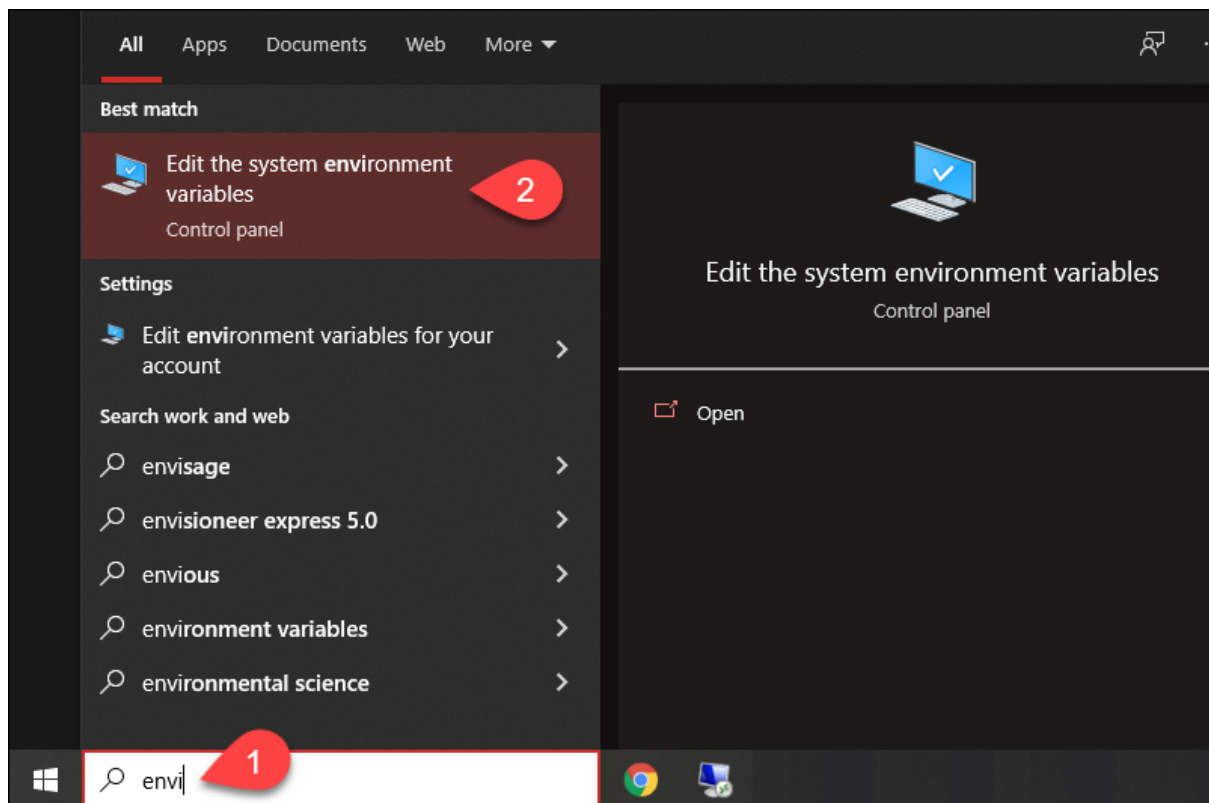 All Apps Documents Web More
Best match
Edit the system environment
variables
Control panel
2
Settings
Edit environment variables for your
account
Search work and web
envisage
envisioneer express 5.0
envious
environment variables
environmental science
1
envi
Edit the system environment variables
Control panel
Open